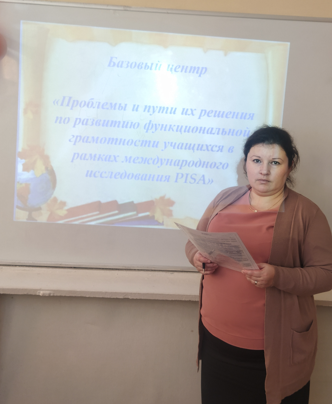 Базовый центр
«Проблемы и пути их решения
по развитию функциональной
грамотности учащихся в
рамках международного
исследования PISA»